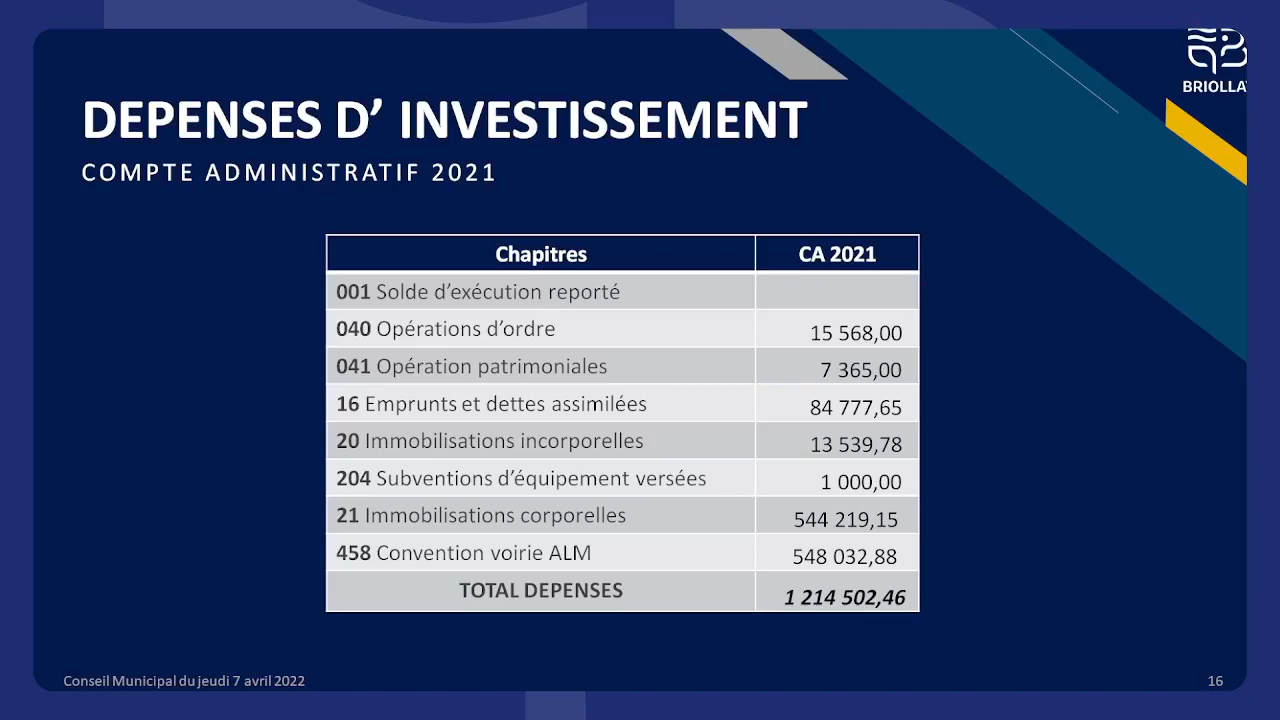 BRIOLLA
DEPENSES D’ INVESTISSEMENT
COMPTE ADMINISTRATIF 2021
Chapitres CA 2021
001 Solde d’exécution reporté
040 Opérations d’ordre 15 568,00
041 Opération patrimoniales 7 365,00
16 Emprunts et dettes assimilées 84 777,65
20 Immobilisations incorporelles 13 539,78
204 Subventions d’équipement versées 1 000,00
21 Immobilisations corporelles 544 219,15
458 Convention voirie ALM 548 032,88
TOTAL DEPENSES 1 214 502,46
Conseil Municipal du jeudi 7 avril 2022 16